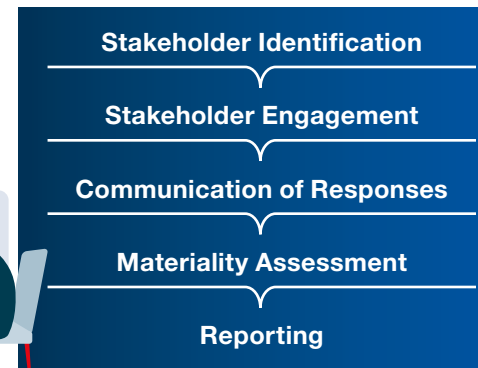 Stakeholder Identification
Stakeholder Engagement
Communication of Responses
Materiality Assessment
Reporting